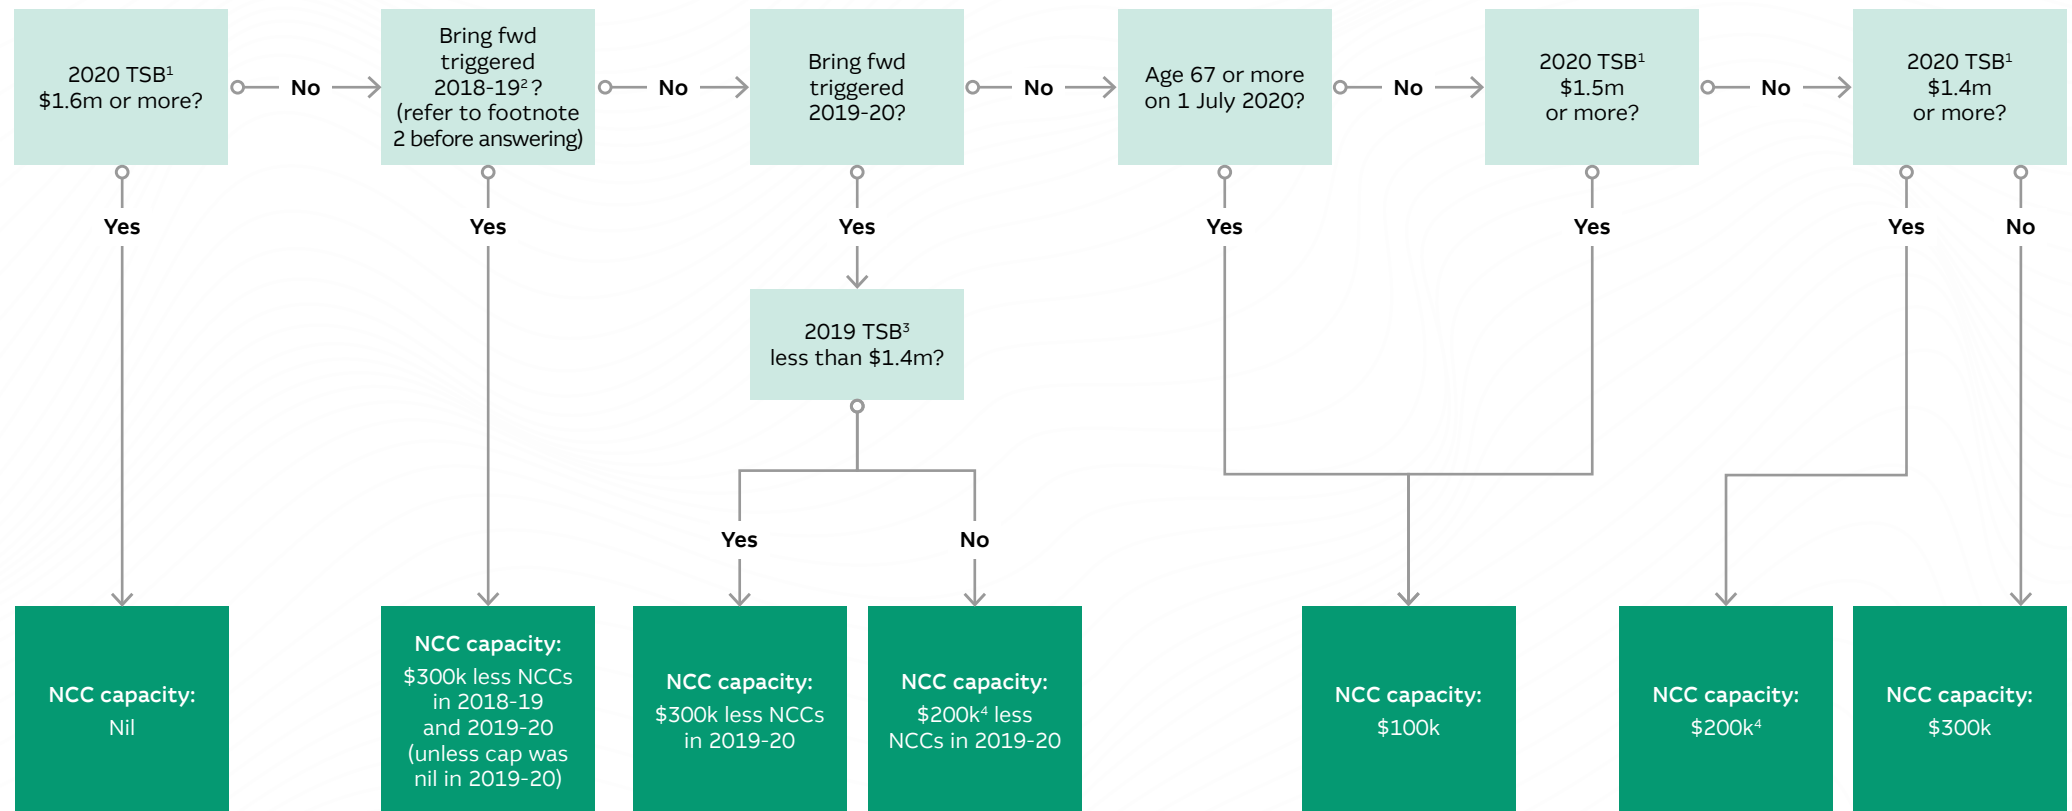 2020 TSB¹
$1.6m or more?
No
Bring fwd
triggered
2018-19²?
(refer to footnote
2 before answering)
No
Bring fwd
triggered
2019-20?
No
Age 67 or more
on 1 July 2020?
No
2020 TSB¹
$1.5m
or more?
No
2020 TSB¹
$1.4m
or more?
Yes
Yes
Yes
Yes
Yes
Yes
No
2019 TSB³
less than $1.4m?
Yes
No
NCC capacity:
Nil
NCC capacity:
$300k less NCCs
in 2018-19
and 2019-20
(unless cap was
nil in 2019-20)
NCC capacity:
$300k less NCCs
in 2019-20
NCC capacity:
$200k⁴ less
NCCs in 2019-20
NCC capacity:
$100k
NCC capacity:
$200k⁴
NCC capacity:
$300k